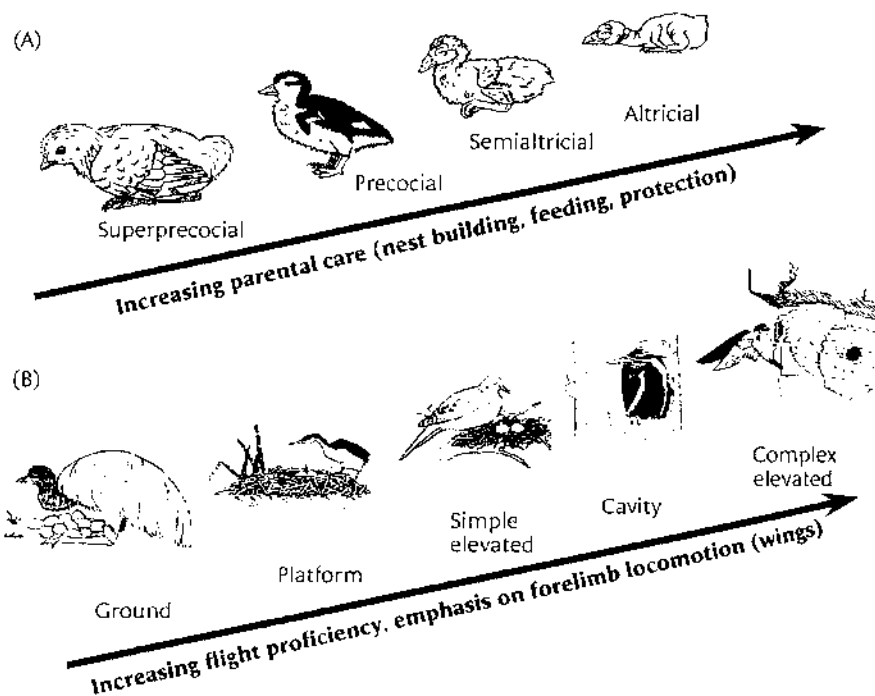 (A)
Altricial
Semialtricial
Precocial
Superprecocial
Increasing parental care (nest building, feeding, protection)
(B)
Complex
elevated
Cavity
Simple
elevated
Platform
Ground
Increasing flight proficiency, emphasis on forelimb locomotion (wings)